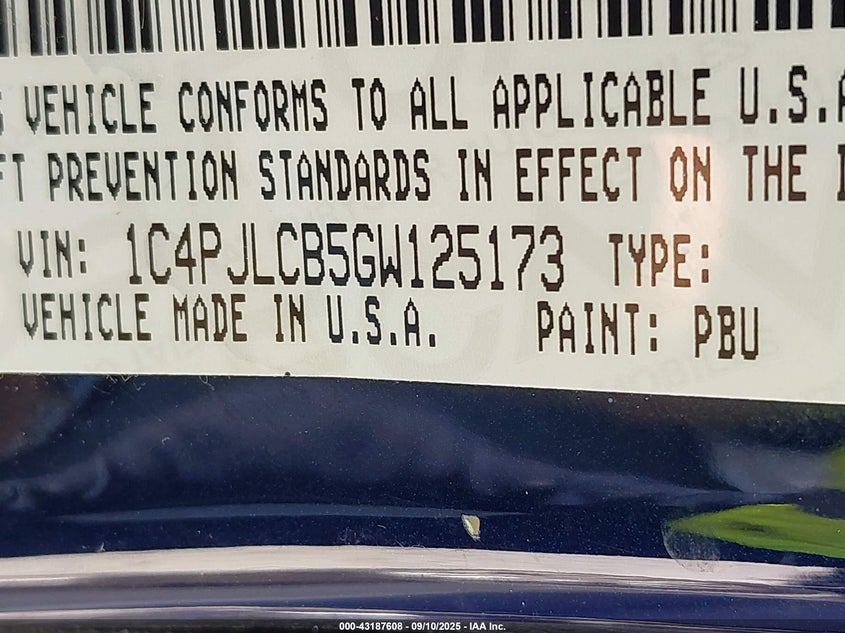 VEHICLE CONFORMS TO ALL APPLICABLE U.S.A
FT PREVENTION STANDARDS IN EFFECT ON THE
VIN: 1C4PJLCB5GW125173 TYPE:
VEHICLE MADE IN U.S.A. PAINT: PBU
000-43187608 - 09/10/2025 - IAA Inc.